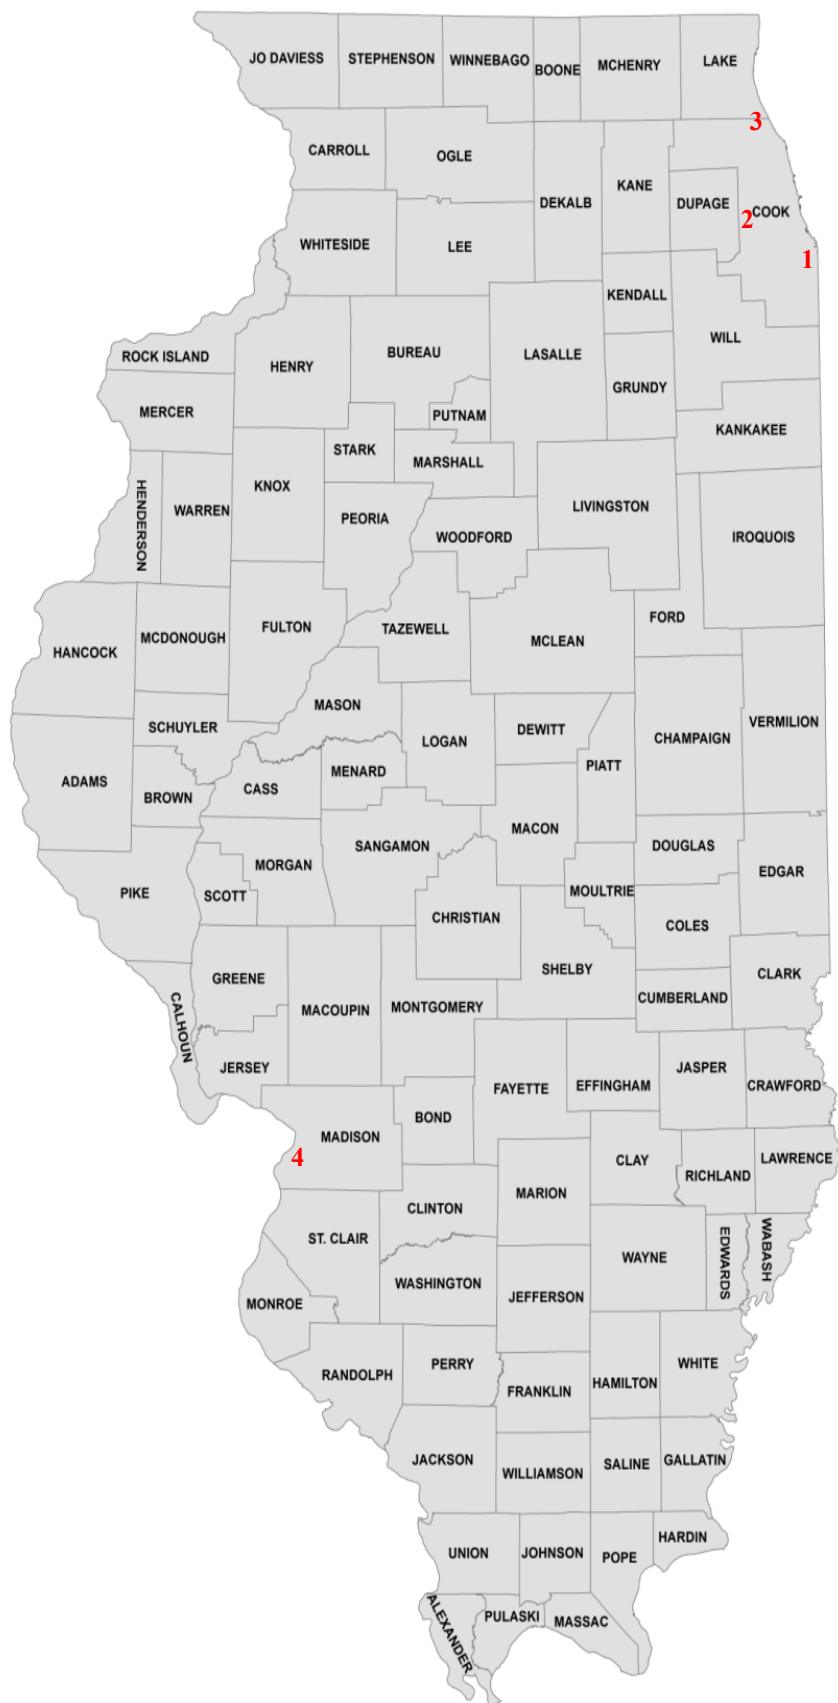 JO DAVIESS
STEPHENSON
WINNEBAGO
BOONE
MCHENRY
LAKE
3
CARROLL
OGLE
DEKALB
KANE
DUPAGE
2
COOK
1
WHITESIDE
LEE
KENDALL
ROCK ISLAND
HENRY
BUREAU
LASALLE
WILL
GRUNDY
MERCER
PUTNAM
KANKAKEE
STARK
MARSHALL
HENDERSON
WARREN
KNOX
PEORIA
WOODFORD
LIVINGSTON
IROQUOIS
HANCOCK
MCDONOUGH
FULTON
TAZEWELL
MCLEAN
FORD
SCHUYLER
MASON
LOGAN
DEWITT
PIATT
CHAMPAIGN
VERMILION
ADAMS
BROWN
CASS
MENARD
MACON
SANGAMON
DOUGLAS
EDGAR
PIKE
SCOTT
MORGAN
CHRISTIAN
MOULTRIE
COLES
SHELBY
CLARK
GREENE
CALHOUN
MACOUPIN
MONTGOMERY
CUMBERLAND
JERSEY
FAYETTE
EFFINGHAM
JASPER
CRAWFORD
MADISON
BOND
4
CLAY
RICHLAND
LAWRENCE
CLINTON
MARION
ST. CLAIR
WAYNE
EDWARDS
WABASH
WASHINGTON
MONROE
JEFFERSON
RANDOLPH
PERRY
FRANKLIN
HAMILTON
WHITE
JACKSON
WILLIAMSON
SALINE
GALLATIN
UNION
JOHNSON
POPE
HARDIN
ALEXANDER
PULASKI
MASSAC